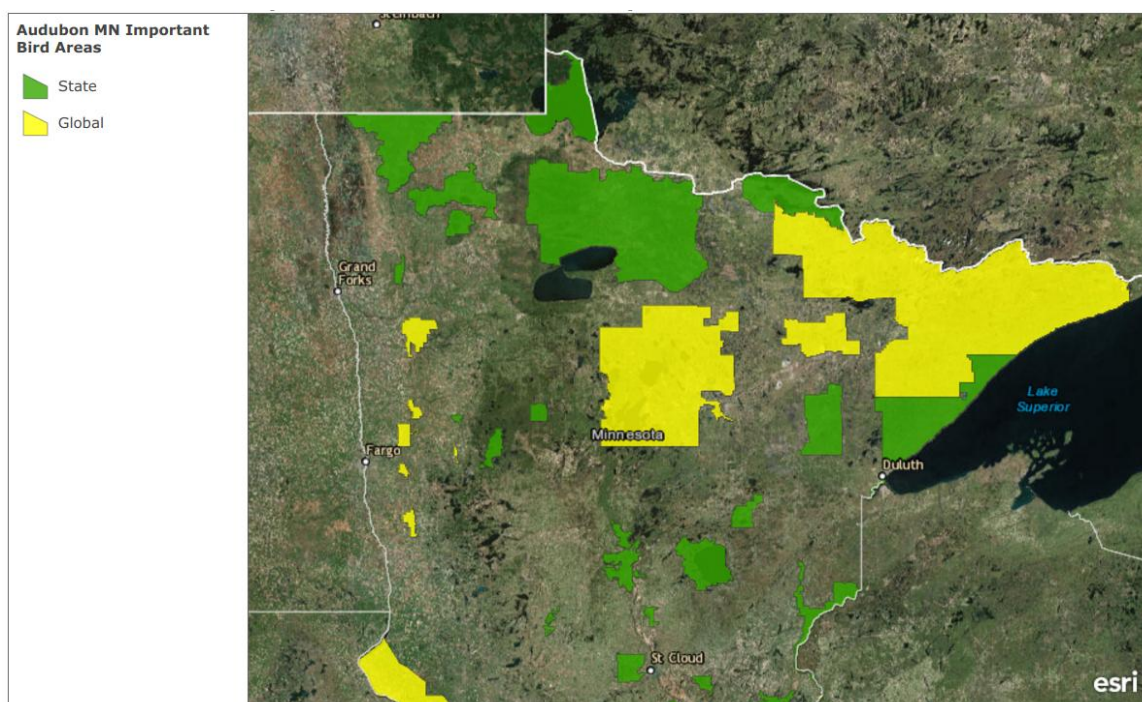 Audubon MN Important
Bird Areas
State
Global
Steinbach
Grand
Forks
Fargo
Minnesota
Lake
Superior
Duluth
St Cloud
esri